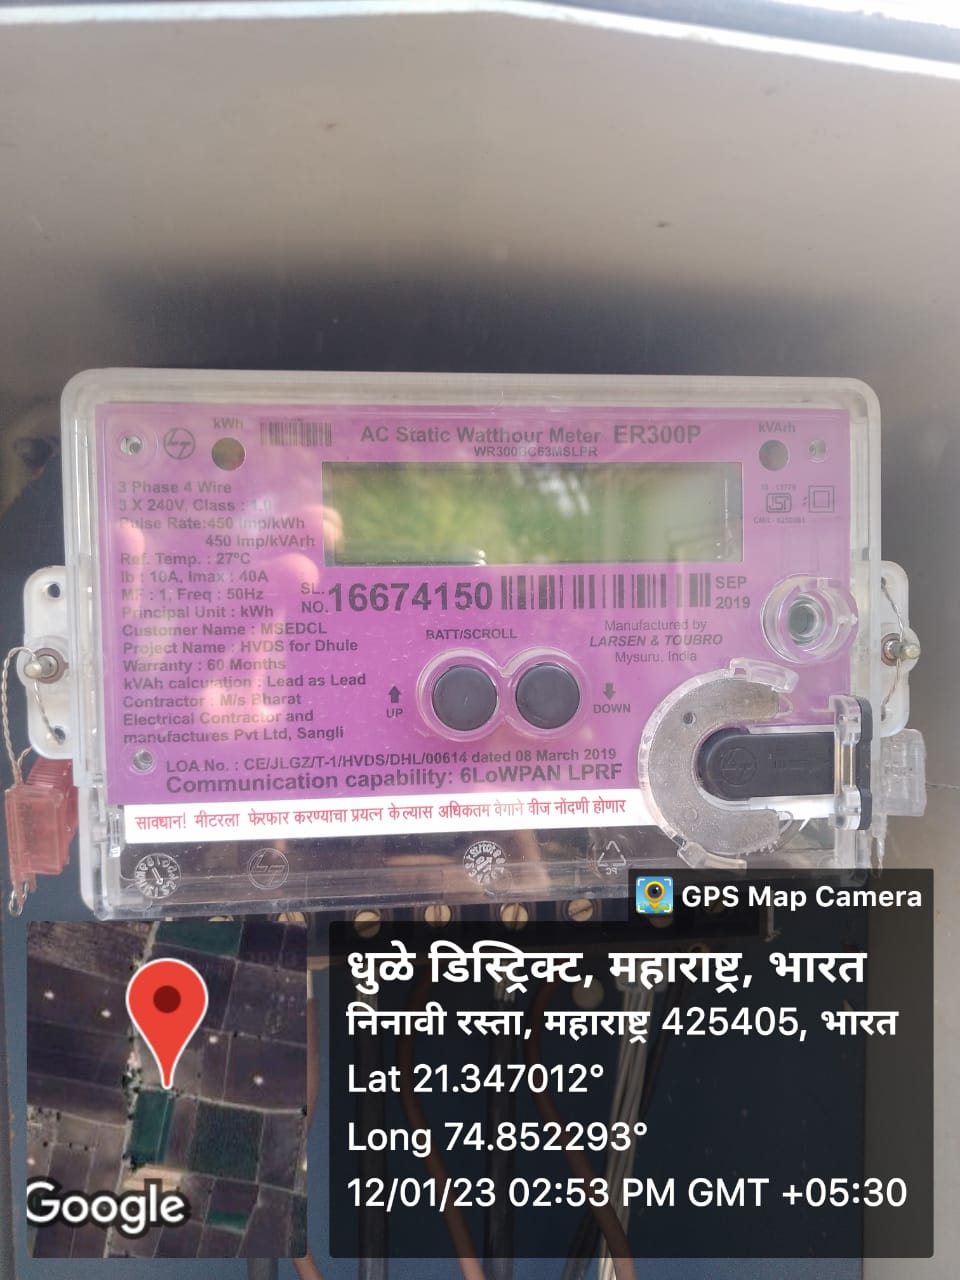 kWh
AC Static Watthour Meter ER300P
WR300BC63MSLPR
kVArh
3 Phase 4 Wire
3 X 240V, Class : 1.0
Pulse Rate:450 Imp/kWh
450 Imp/kVArh
Ref. Temp. : 27°C
Ib : 10A, Imax : 40A
MF : 1, Freq : 50Hz
Principal Unit : kWh
Customer Name : MSEDCL
Project Name : HVDS for Dhule
Warranty : 60 Months
kVAh calculation : Lead as Lead
Contractor : M/s Bharat
Electrical Contractor and
manufactures Pvt Ltd, Sangli
SL.
NO. 16674150
SEP
2019
BATT/SCROLL
UP
DOWN
Manufactured by
LARSEN & TOUBRO
Mysuru, India
LOA No. : CE/JLGZ/T-1/HVDS/DHL/00614 dated 08 March 2019
Communication capability: 6LoWPAN LPRF
सावधान! मीटरला फेरफार करण्याचा प्रयत्न केल्यास अधिकतम वेगाने वीज नोंदणी होणार
GPS Map Camera
धुळे डिस्ट्रिक्ट, महाराष्ट्र, भारत
निनावी रस्ता, महाराष्ट्र 425405, भारत
Lat 21.347012°
Long 74.852293°
12/01/23 02:53 PM GMT +05:30
Google